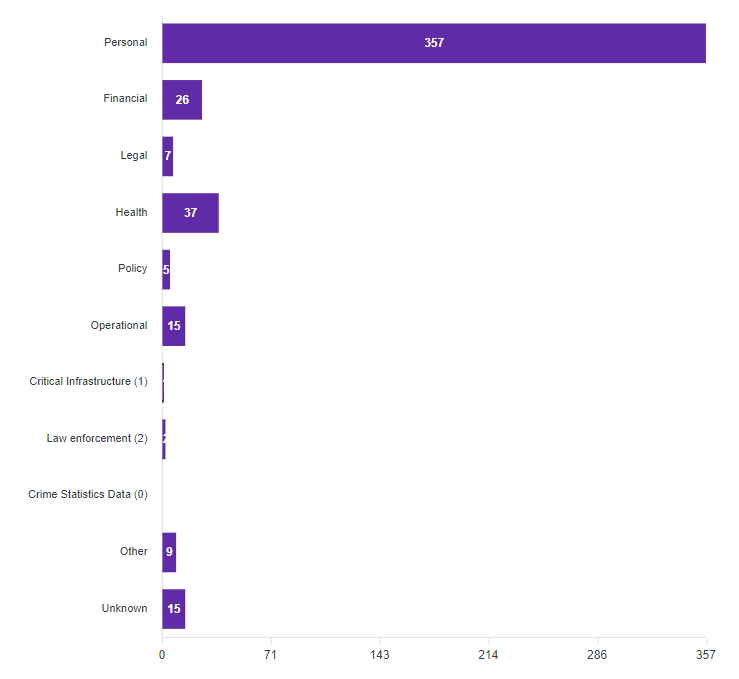 Personal
357
Financial
26
Legal
7
Health
37
Policy
5
Operational
15
Critical Infrastructure (1)
Law enforcement (2)
2
Crime Statistics Data (0)
Other
9
Unknown
15
0 71 143 214 286 357